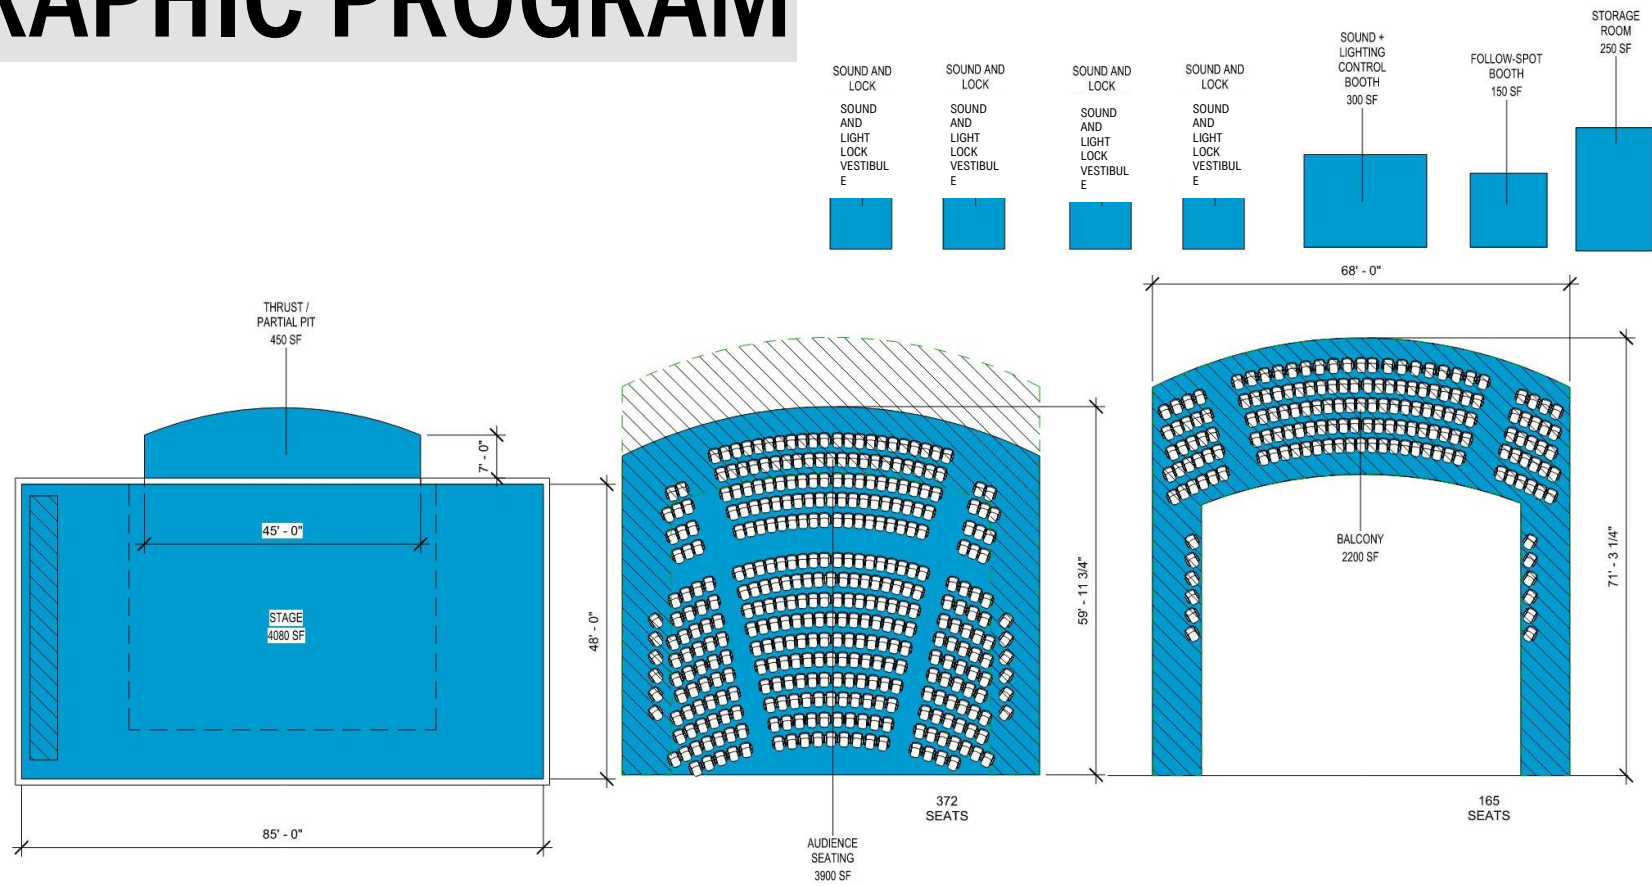 RAPHIC PROGRAM
STORAGE
ROOM
250 SF
SOUND +
LIGHTING
CONTROL
BOOTH
300 SF
FOLLOW-SPOT
BOOTH
150 SF
SOUND AND
LOCK
SOUND
AND
LIGHT
LOCK
VESTIBUL
E
SOUND AND
LOCK
SOUND
AND
LIGHT
LOCK
VESTIBUL
E
SOUND AND
LOCK
SOUND
AND
LIGHT
LOCK
VESTIBUL
E
SOUND AND
LOCK
SOUND
AND
LIGHT
LOCK
VESTIBUL
E
68' - 0"
THRUST /
PARTIAL PIT
450 SF
7' - 0"
45' - 0"
STAGE
4080 SF
48' - 0"
85' - 0"
59' - 11 3/4"
372
SEATS
AUDIENCE
SEATING
3900 SF
BALCONY
2200 SF
71' - 3 1/4"
165
SEATS